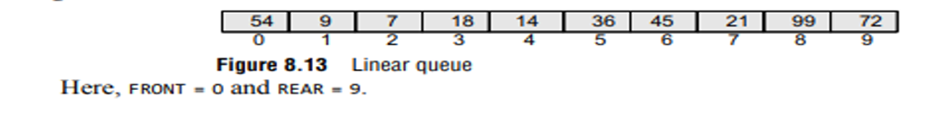 54 9 7 18 14 36 45 21 99 72
0 1 2 3 4 5 6 7 8 9
Figure 8.13 Linear queue
Here, FRONT = 0 and REAR = 9.